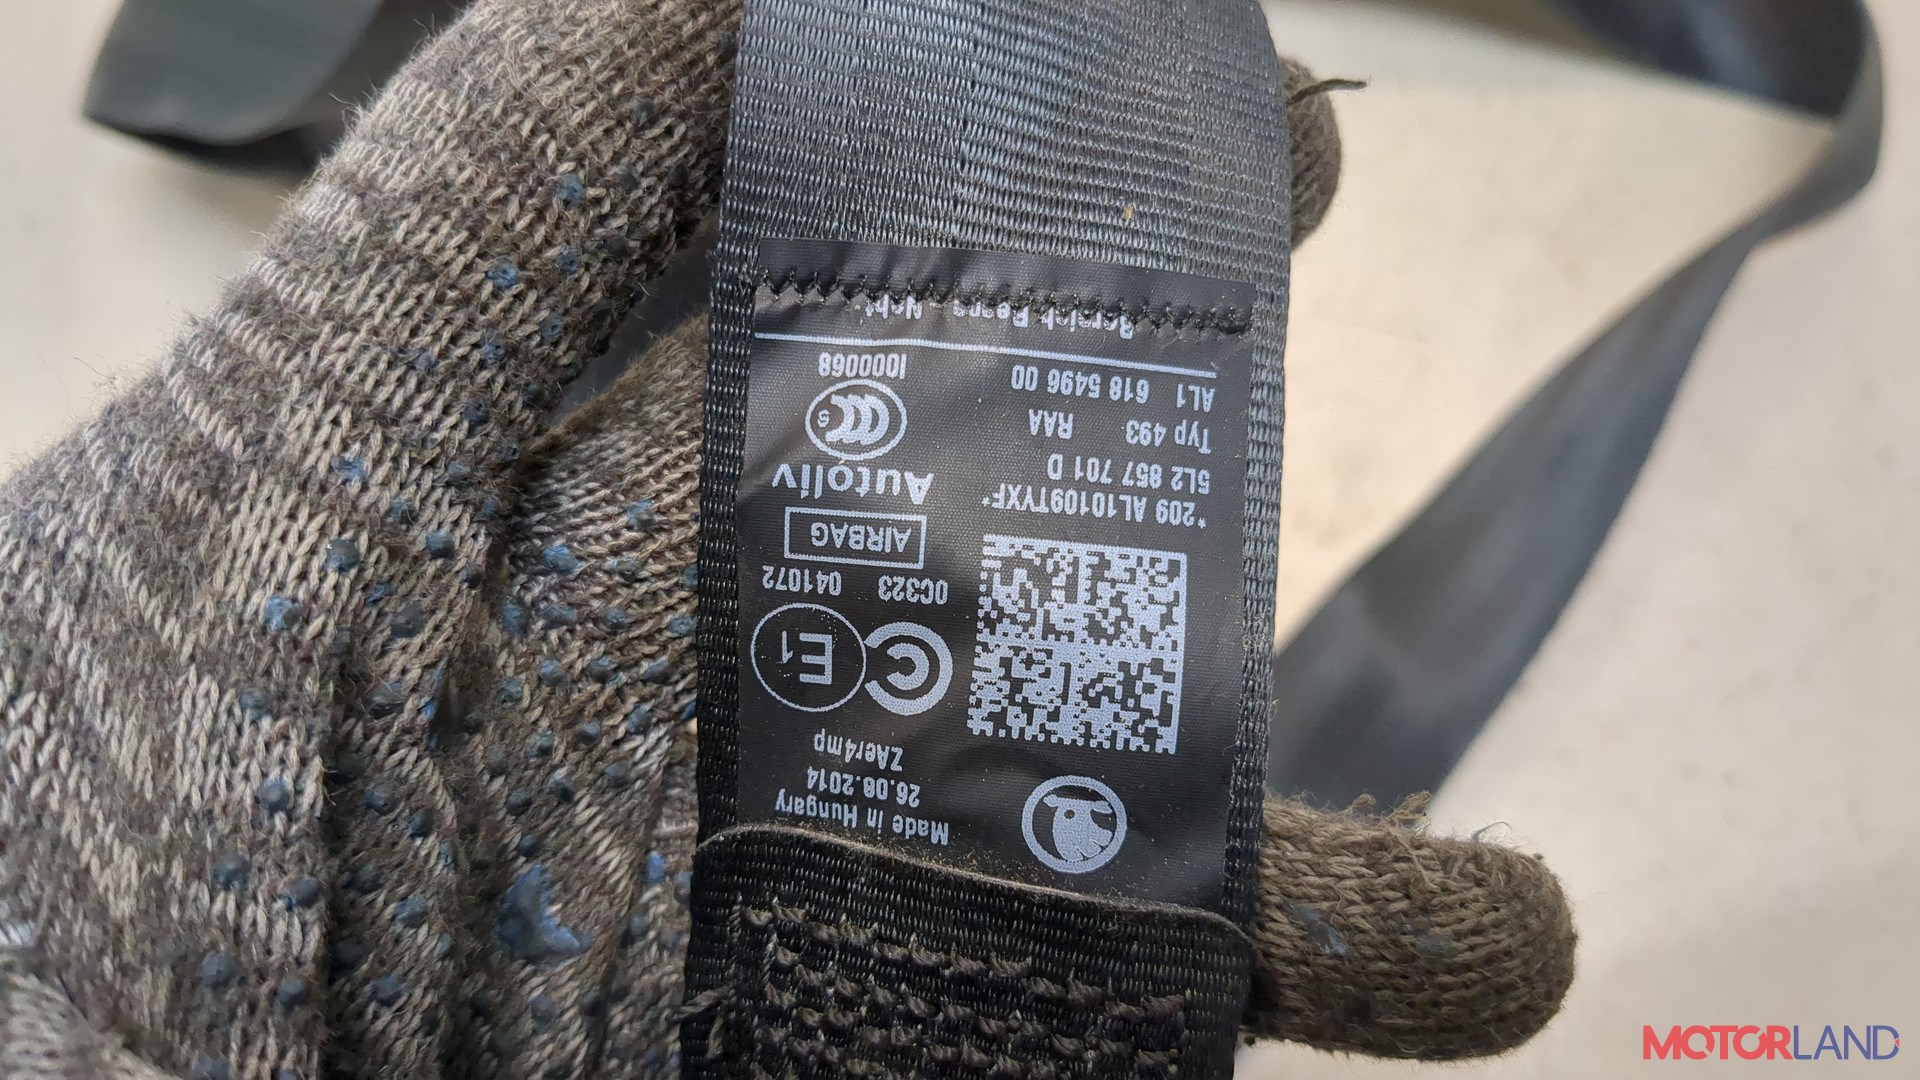 Made in Hungary
26.08.2014
ZAer4mp
E1
0C323 041072
AIRBAG
Autoliv
S
I000068
*209 AL10109TYXF*
5L2 857 701 D
Typ 493 RAA
AL1 618 5496 00
MOTORLAND